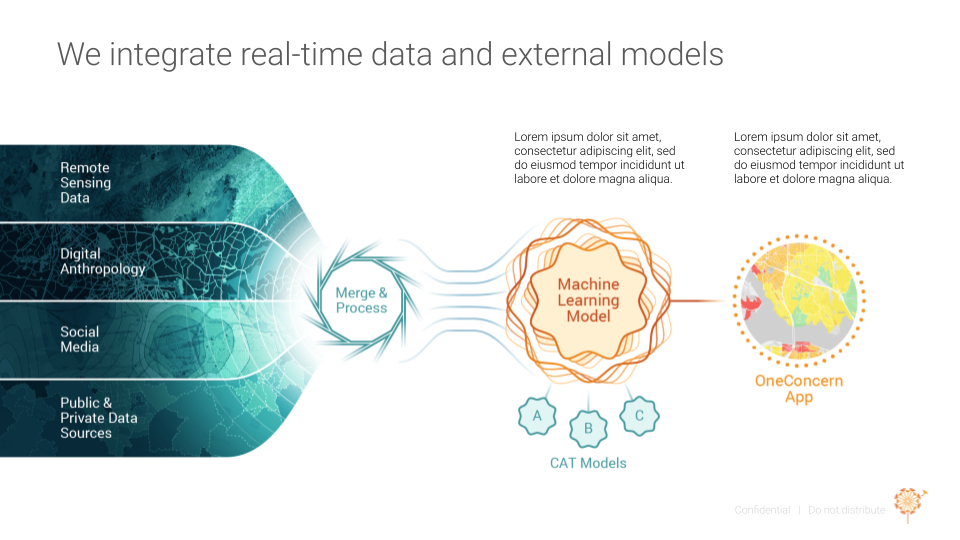 We integrate real-time data and external models
Lorem ipsum dolor sit amet,
consectetur adipiscing elit, sed
do eiusmod tempor incididunt ut
labore et dolore magna aliqua.
Lorem ipsum dolor sit amet,
consectetur adipiscing elit, sed
do eiusmod tempor incididunt ut
labore et dolore magna aliqua.
Remote
Sensing
Data
Digital
Anthropology
Social
Media
Public &
Private Data
Sources
Merge &
Process
Machine
Learning
Model
A
B
C
CAT Models
OneConcern
App
Confidential | Do not distribute